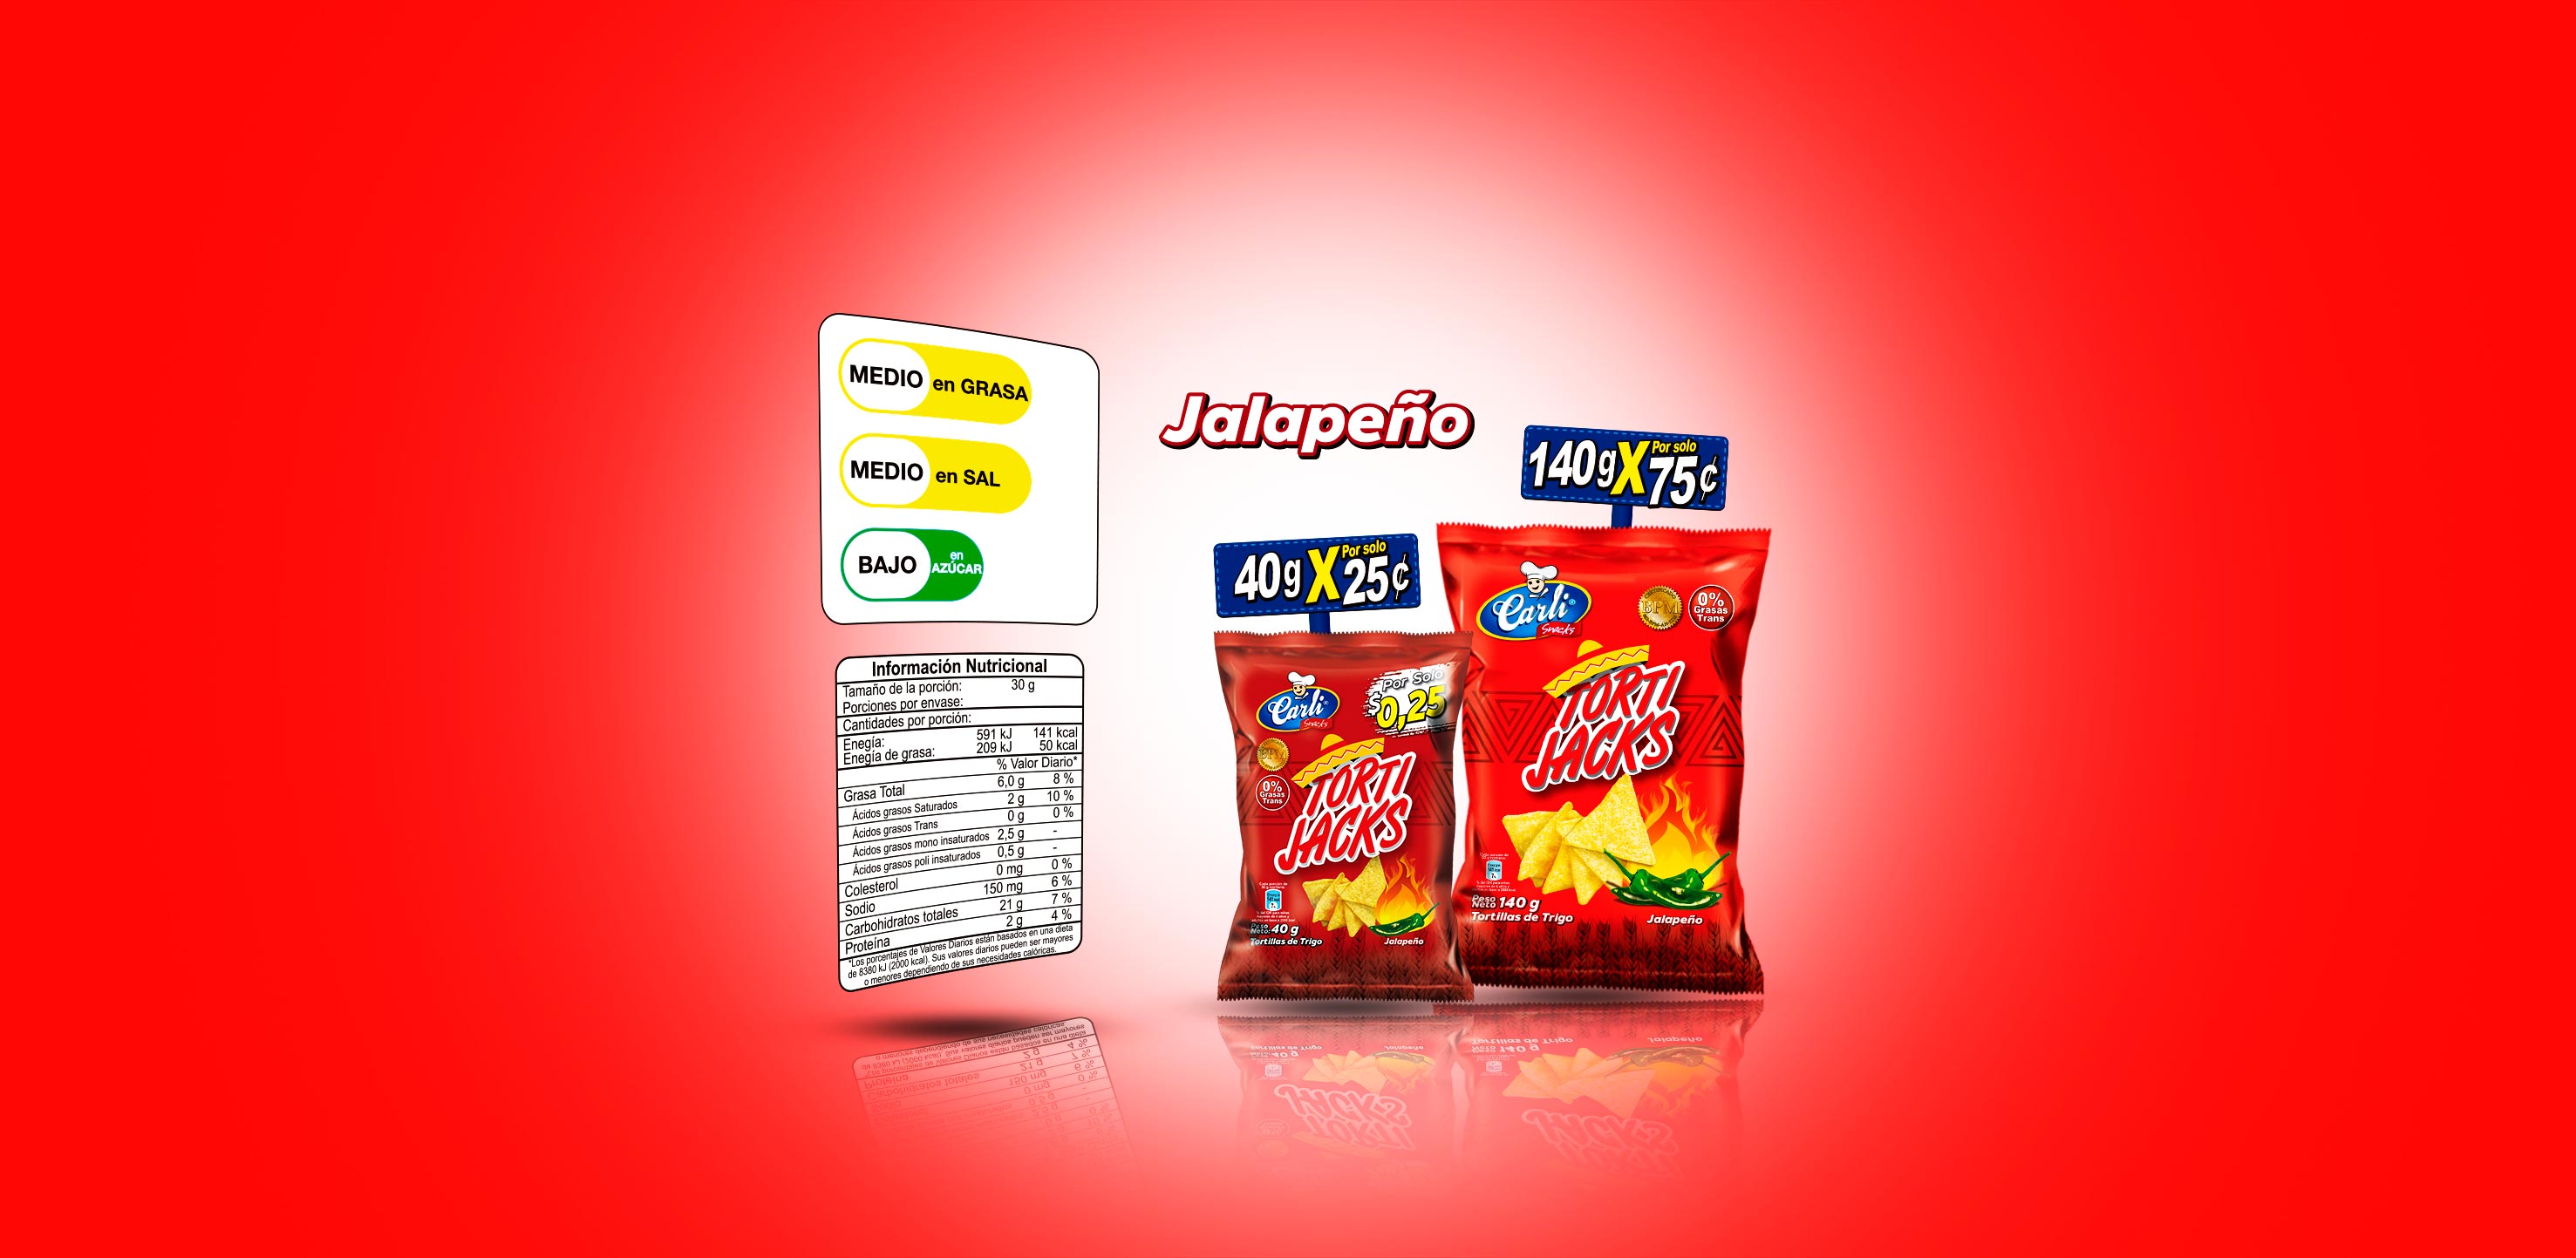 MEDIO en GRASA
MEDIO en SAL
BAJO en AZÚCAR
Información Nutricional
Tamaño de la porción: 30 g
Porciones por envase:
Cantidades por porción:
Enegía: 591 kJ 141 kcal
Enegía de grasa: 209 kJ 50 kcal
% Valor Diario*
Grasa Total 6,0 g 8 %
Ácidos grasos Saturados 2 g 10 %
Ácidos grasos Trans 0 g 0 %
Ácidos grasos mono insaturados 2,5 g -
Ácidos grasos poli insaturados 0,5 g -
Colesterol 0 mg 0 %
Sodio 150 mg 6 %
Carbohidratos totales 21 g 7 %
Proteína 2 g 4 %
*Los porcentajes de Valores Diarios están basados en una dieta
de 8380 kJ (2000 kcal). Sus valores diarios pueden ser mayores
o menores dependiendo de sus necesidades calóricas.
Jalapeño
40g X Por solo 25¢
140g X Por solo 75¢
Carli®
Snacks
Por Solo
$0,25
BPM
0%
Grasas
Trans
TORTI
JACKS
Peso
Neto: 40 g
Tortillas de Trigo
Jalapeño
Carli®
Snacks
BPM
0%
Grasas
Trans
TORTI
JACKS
Peso
Neto 140 g
Tortillas de Trigo
Jalapeño